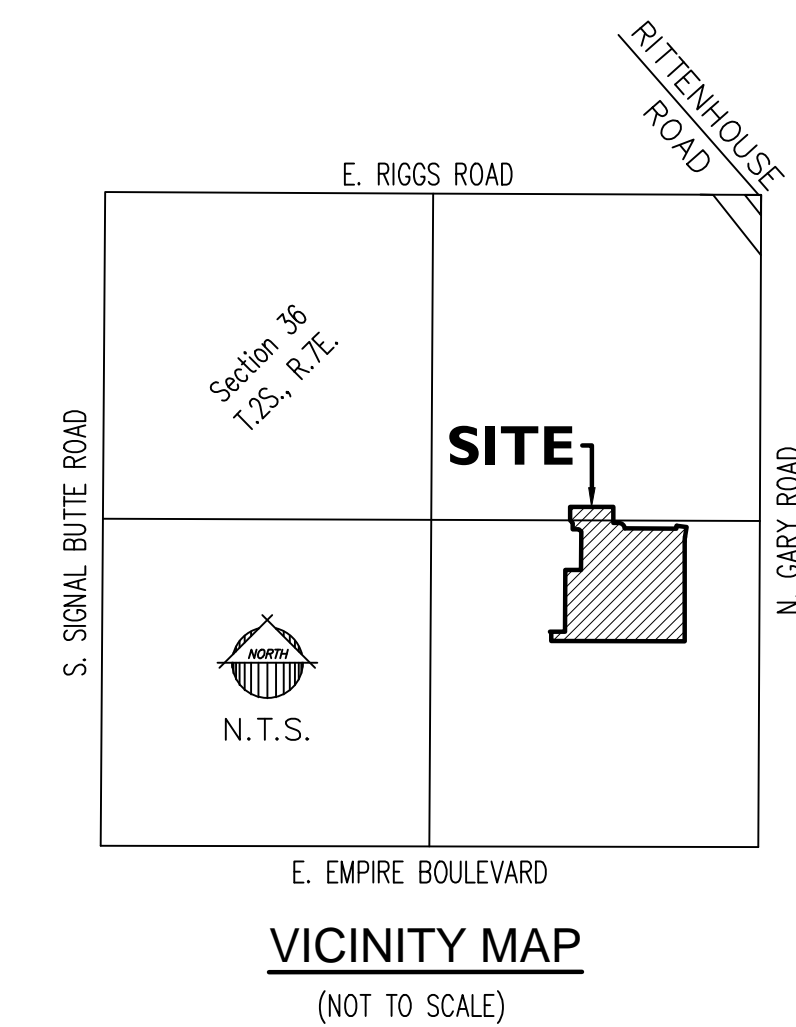 RITTENHOUSE
ROAD
E. RIGGS ROAD
Section 36
T.2S., R.7E.
S. SIGNAL BUTTE ROAD
SITE
N. GARY ROAD
NORTH
N.T.S.
E. EMPIRE BOULEVARD
VICINITY MAP
(NOT TO SCALE)